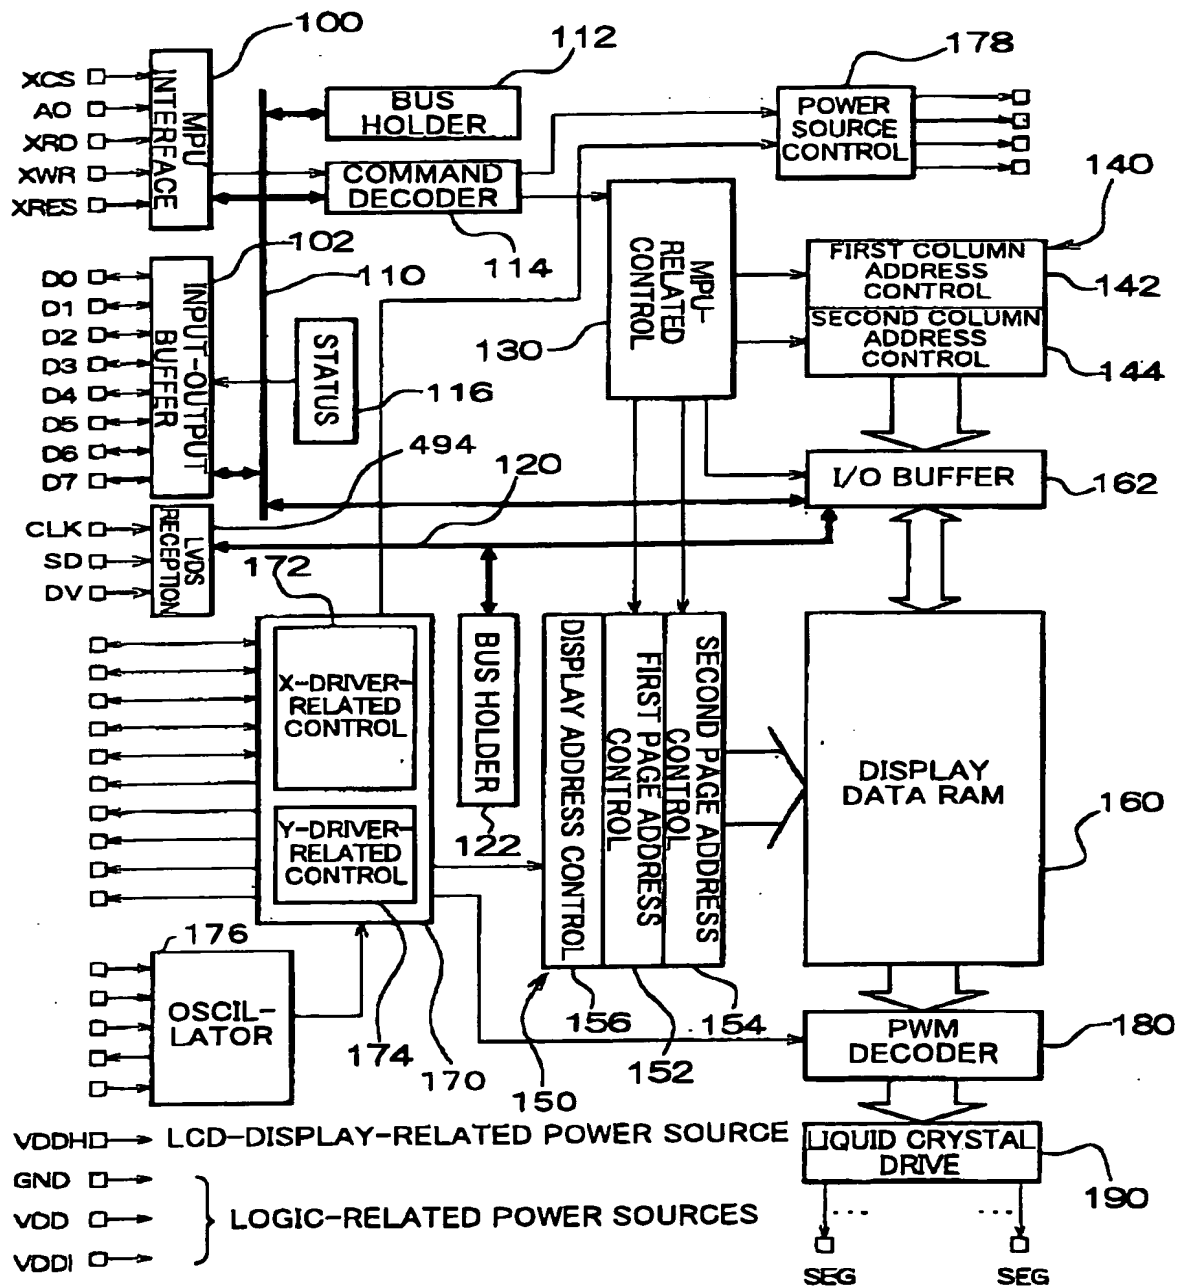 100
XCS
A0
XRD
XWR
XRES
MPU
INTERFACE
112
BUS
HOLDER
COMMAND
DECODER
114
178
POWER
SOURCE
CONTROL
102
D0
D1
D2
D3
D4
D5
D6
D7
INPUT-OUTPUT
BUFFER
110
STATUS
116
MPU-
RELATED
CONTROL
130
140
FIRST COLUMN
ADDRESS
CONTROL
142
SECOND COLUMN
ADDRESS
CONTROL
144
494
120
I/O BUFFER
162
CLK
SD
DV
LVDS
RECEPTION
172
X-DRIVER-
RELATED
CONTROL
Y-DRIVER-
RELATED
CONTROL
BUS HOLDER
122
DISPLAY ADDRESS CONTROL
FIRST PAGE ADDRESS
CONTROL
SECOND PAGE ADDRESS
CONTROL
DISPLAY
DATA RAM
160
176
OSCIL-
LATOR
174
170
150
156
152
154
PWM
DECODER
180
VDDH
LCD-DISPLAY-RELATED POWER SOURCE
GND
VDD
VDDI
LOGIC-RELATED POWER SOURCES
LIQUID CRYSTAL
DRIVE
190
SEG
SEG